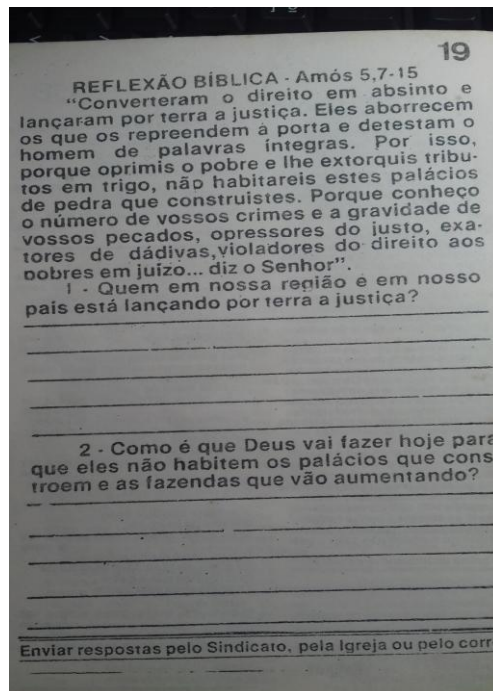 19
REFLEXÃO BÍBLICA - Amós 5,7-15
"Converteram o direito em absinto e
lançaram por terra a justiça. Eles aborrecem
os que os repreendem à porta e detestam o
homem de palavras íntegras. Por isso,
porque oprimis o pobre e lhe extorquis tribu-
tos em trigo, não habitareis estes palácios
de pedra que construistes. Porque conheço
o número de vossos crimes e a gravidade de
vossos pecados, opressores do justo, exa-
tores de dádivas,violadores do direito aos
pobres em juízo... diz o Senhor".
1 - Quem em nossa região e em nosso
pais está lançando por terra a justiça?
2 - Como é que Deus vai fazer hoje para
que eles não habitem os palácios que cons
troem e as fazendas que vão aumentando?
Enviar respostas pelo Sindicato, pela Igreja ou pelo corr